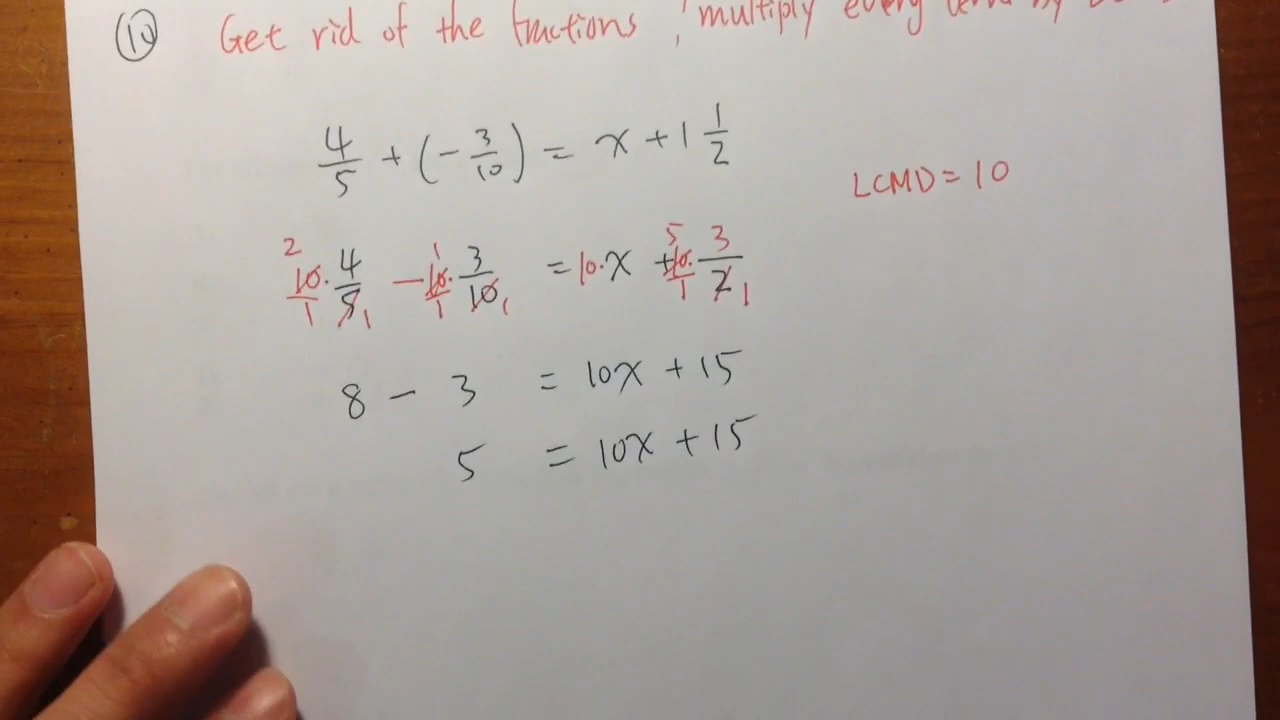 (10) Get rid of the fractions, multiply every term by
4/5 + (- 3/10) = x + 1 1/2
LCMD = 10
2 10/1 · 4/5 1 - 1 10/1 · 3/10 1 = 10·x + 5 10/1 · 3/2 1
8 - 3 = 10x + 15
5 = 10x + 15